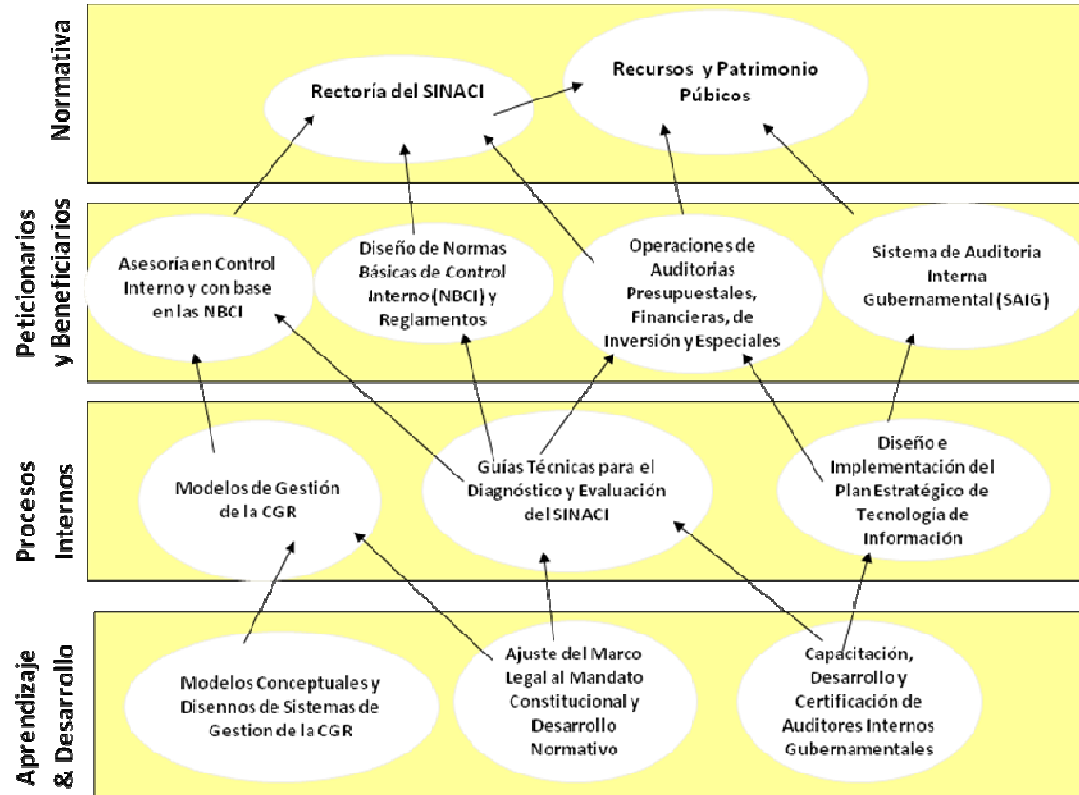 Normativa
Rectoría del SINACI
Recursos y Patrimonio
Púbicos
Peticionarios
y Beneficiarios
Asesoría en Control
Interno y con base
en las NBCI
Diseño de Normas
Básicas de Control
Interno (NBCI) y
Reglamentos
Operaciones de
Auditorias
Presupuestales,
Financieras, de
Inversión y Especiales
Sistema de Auditoria
Interna
Gubernamental (SAIG)
Procesos
Internos
Modelos de Gestión
de la CGR
Guías Técnicas para el
Diagnóstico y Evaluación
del SINACI
Diseño e
Implementación del
Plan Estratégico de
Tecnología de
Información
Aprendizaje
& Desarrollo
Modelos Conceptuales y
Disennos de Sistemas de
Gestion de la CGR
Ajuste del Marco
Legal al Mandato
Constitucional y
Desarrollo
Normativo
Capacitación,
Desarrollo y
Certificación de
Auditores Internos
Gubernamentales